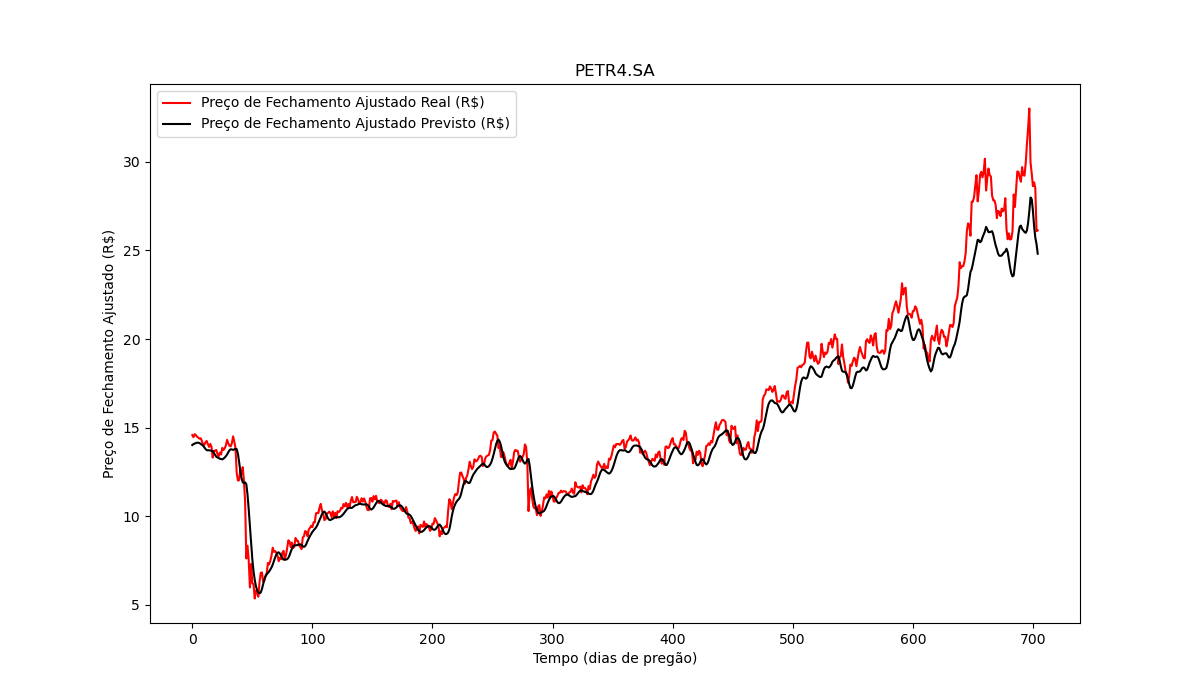 PETR4.SA
Preço de Fechamento Ajustado Real (R$)
Preço de Fechamento Ajustado Previsto (R$)
Preço de Fechamento Ajustado (R$)
30
25
20
15
10
5
0 100 200 300 400 500 600 700
Tempo (dias de pregão)